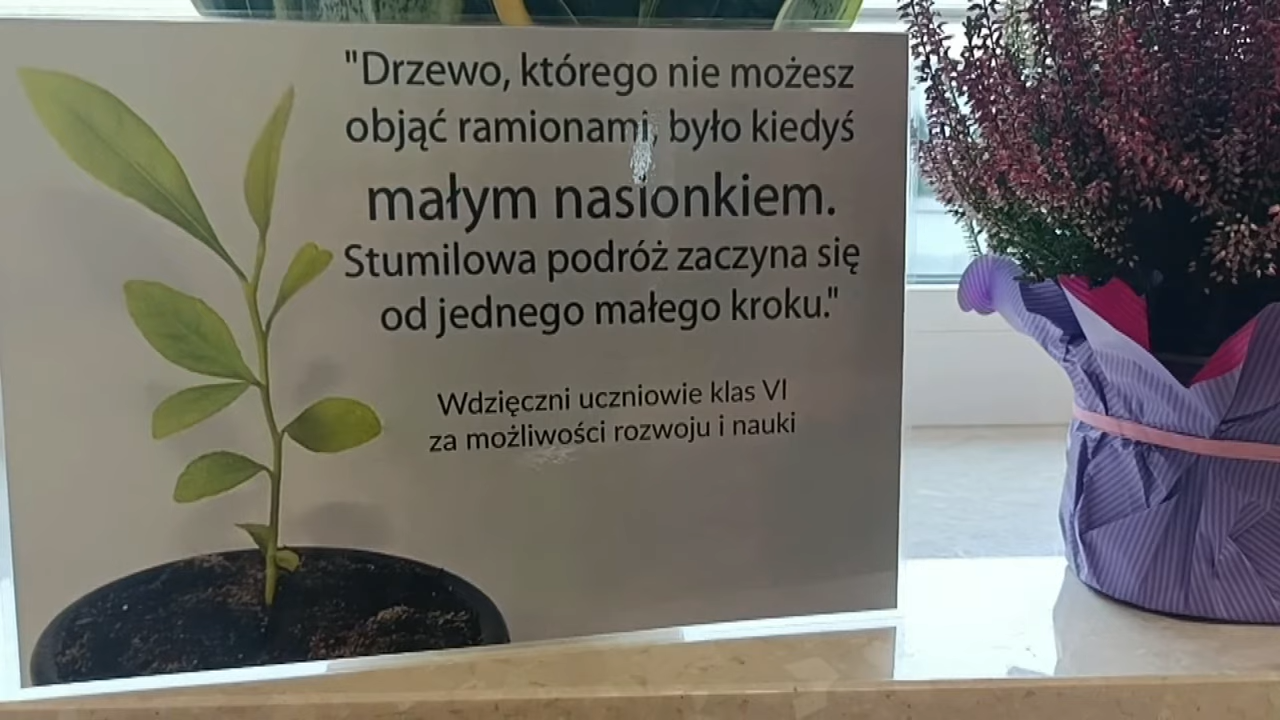 "Drzewo, którego nie możesz
objąć ramionami, było kiedyś
małym nasionkiem.
Stumilowa podróż zaczyna się
od jednego małego kroku."
Wdzięczni uczniowie klas VI
za możliwości rozwoju i nauki